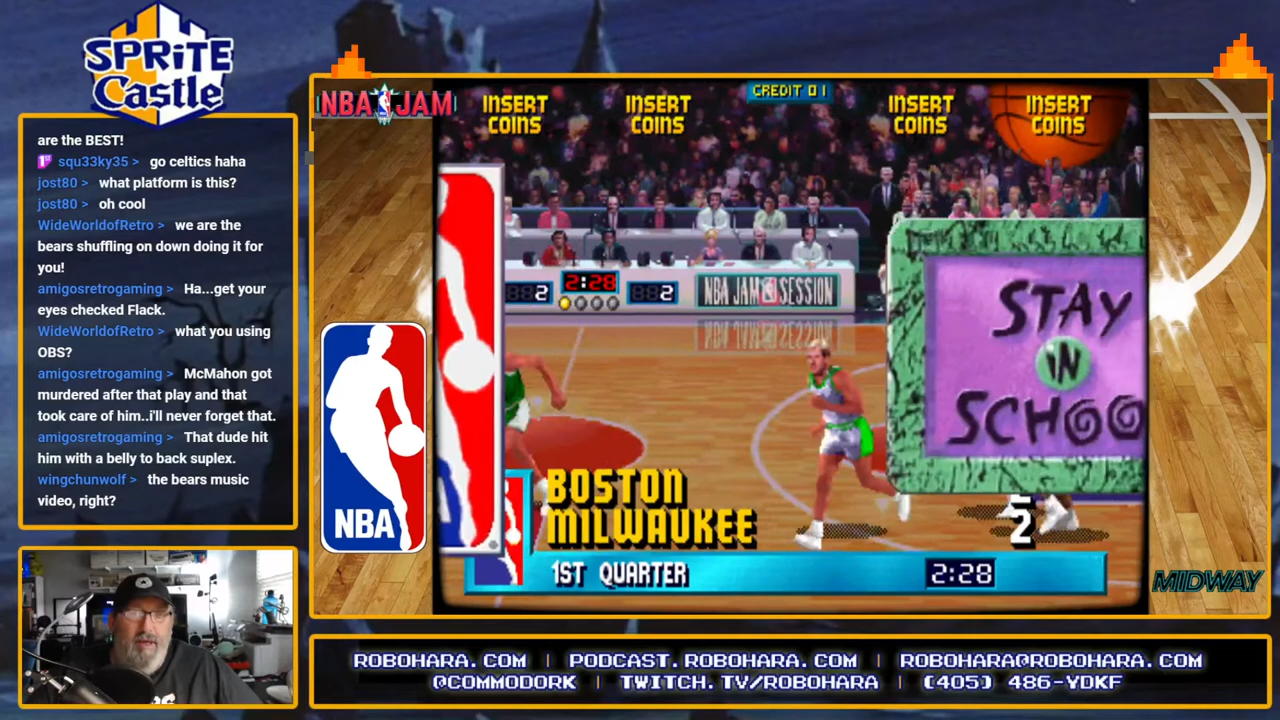 SPRITE
Castle
are the BEST!
squ33ky35 > go celtics haha
jost80 > what platform is this?
jost80 > oh cool
WideWorldofRetro > we are the
bears shuffling on down doing it for
you!
amigosretrogaming > Ha...get your
eyes checked Flack.
WideWorldofRetro > what you using
OBS?
amigosretrogaming > McMahon got
murdered after that play and that
took care of him..i'll never forget that.
amigosretrogaming > That dude hit
him with a belly to back suplex.
wingchunwolf > the bears music
video, right?
NBA JAM
INSERT
COINS
INSERT
COINS
CREDIT 01
INSERT
COINS
INSERT
COINS
2
2:28
2
NBA JAM SESSION
STAY
IN
SCHOO
NBA
BOSTON
MILWAUKEE
2
2
1ST QUARTER
2:28
MIDWAY
ROBOHARA.COM | PODCAST.ROBOHARA.COM | ROBOHARA@ROBOHARA.COM
@COMMODORK | TWITCH.TV/ROBOHARA | (405) 486-YDKF